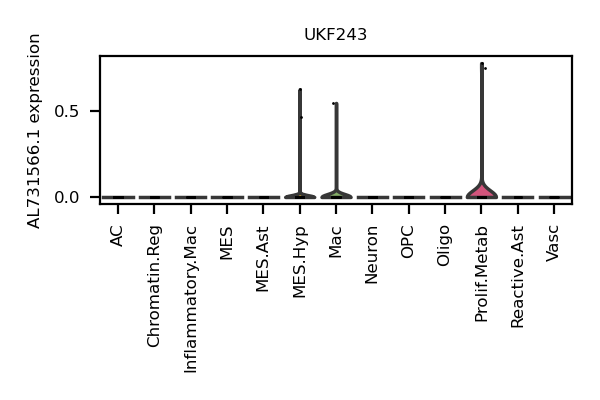 UKF243
AL731566.1 expression
0.5
0.0
AC
Chromatin.Reg
Inflammatory.Mac
MES
MES.Ast
MES.Hyp
Mac
Neuron
OPC
Oligo
Prolif.Metab
Reactive.Ast
Vasc